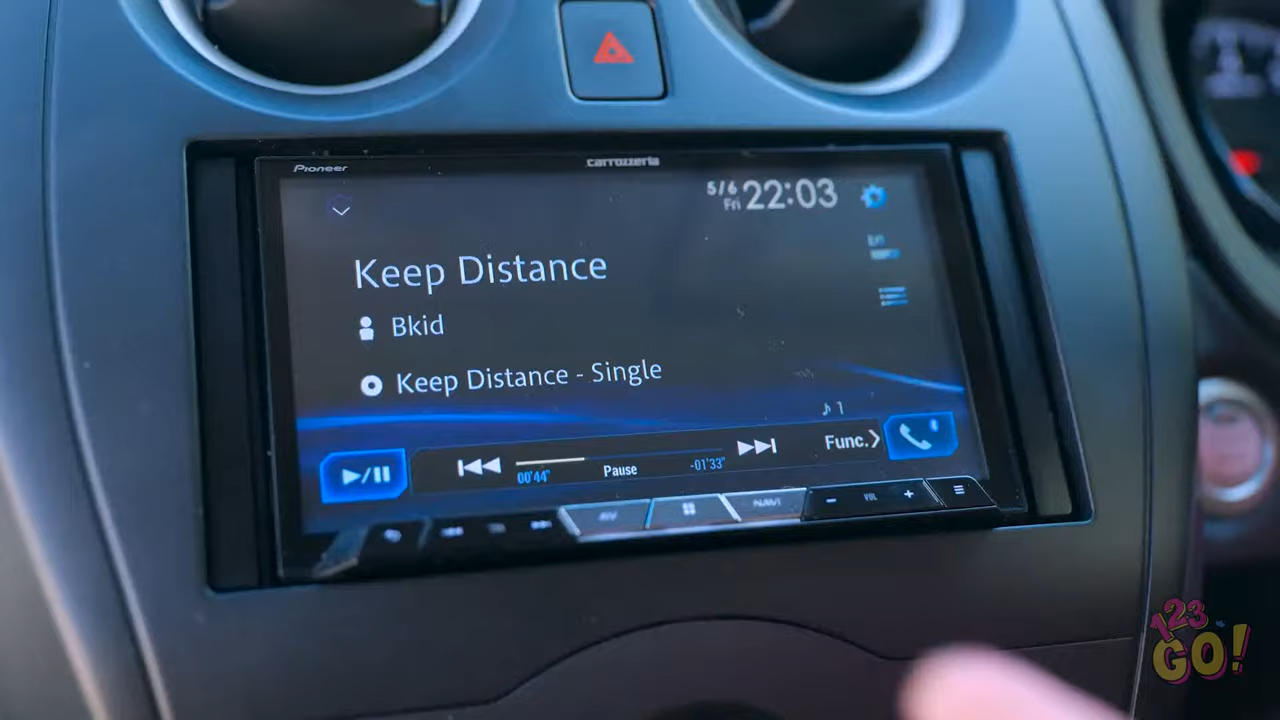 Pioneer
carrozzeria
5/6
Fri
22:03
Keep Distance
Bkid
Keep Distance - Single
♪ 1
00'44"
Pause
-01'33"
Func.
AV
NAVI
- VOL +
123
GO!